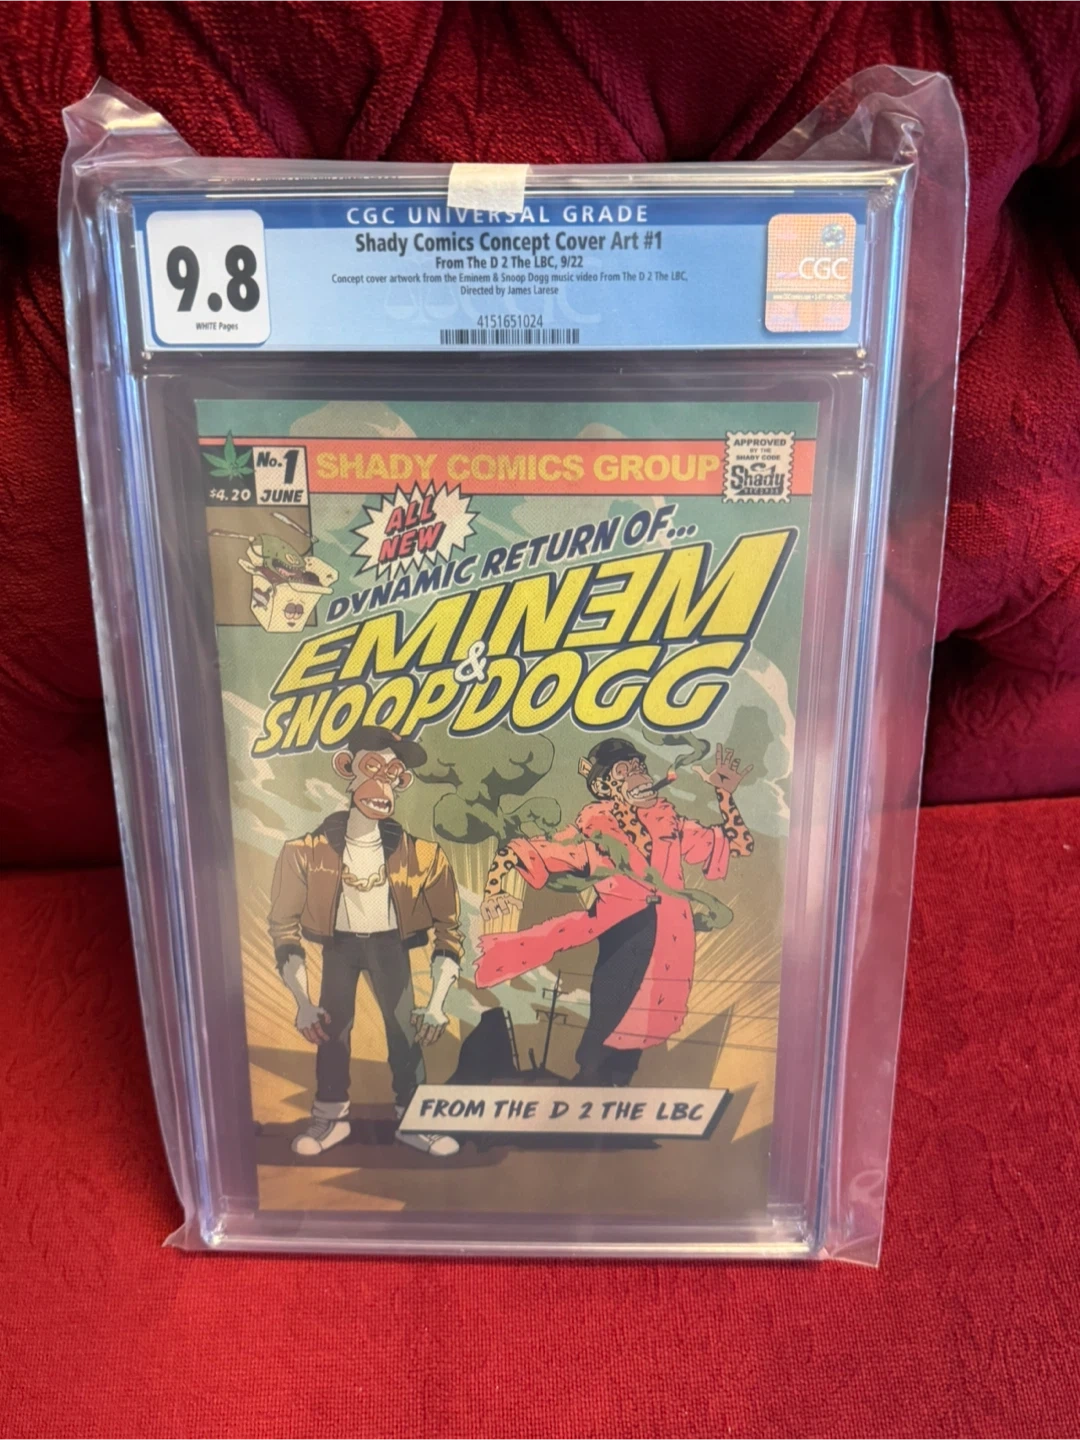 CGC UNIVERSAL GRADE
9.8
WHITE Pages
Shady Comics Concept Cover Art #1
From The D 2 The LBC, 9/22
Concept cover artwork from the Eminem & Snoop Dogg music video From The D 2 The LBC,
Directed by James Larese
4151651024
CGC
$4.20
No.1
JUNE
SHADY COMICS GROUP
APPROVED
BY THE
SHADY CODE
Shady
RECORDS
ALL
NEW
DYNAMIC RETURN OF...
EMINEM
&
SNOOP DOGG
FROM THE D 2 THE LBC